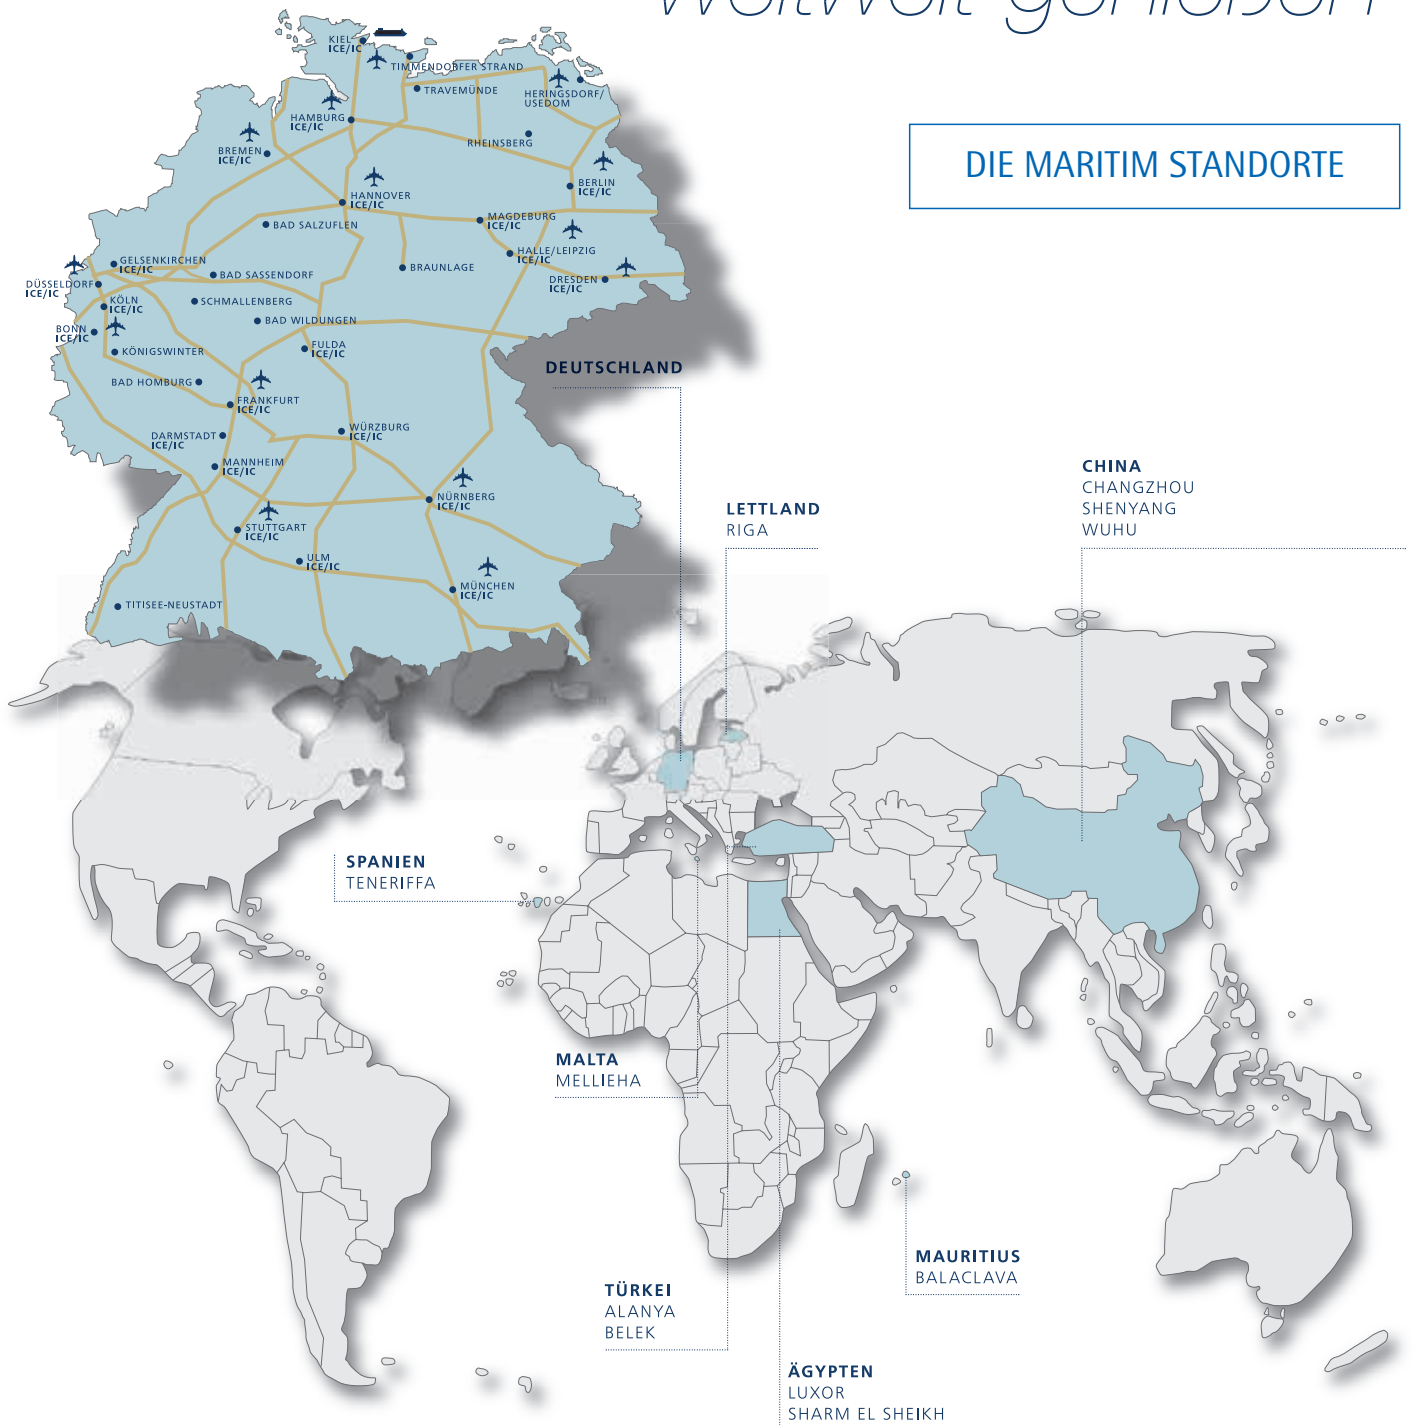 weltweit genießen
DIE MARITIM STANDORTE
KIEL
ICE/IC
TIMMENDORFER STRAND
TRAVEMÜNDE
HERINGSDORF/
USEDOM
HAMBURG
ICE/IC
RHEINSBERG
BREMEN
ICE/IC
BERLIN
ICE/IC
HANNOVER
ICE/IC
MAGDEBURG
ICE/IC
BAD SALZUFLEN
HALLE/LEIPZIG
ICE/IC
GELSENKIRCHEN
ICE/IC
BAD SASSENDORF
BRAUNLAGE
DRESDEN
ICE/IC
DÜSSELDORF
ICE/IC
KÖLN
ICE/IC
SCHMALLENBERG
BAD WILDUNGEN
BONN
ICE/IC
KÖNIGSWINTER
FULDA
ICE/IC
BAD HOMBURG
FRANKFURT
ICE/IC
DARMSTADT
ICE/IC
WÜRZBURG
ICE/IC
MANNHEIM
ICE/IC
NÜRNBERG
ICE/IC
STUTTGART
ICE/IC
ULM
ICE/IC
MÜNCHEN
ICE/IC
TITISEE-NEUSTADT
DEUTSCHLAND
LETTLAND
RIGA
CHINA
CHANGZHOU
SHENYANG
WUHU
SPANIEN
TENERIFFA
MALTA
MELLIEHA
MAURITIUS
BALACLAVA
TÜRKEI
ALANYA
BELEK
ÄGYPTEN
LUXOR
SHARM EL SHEIKH